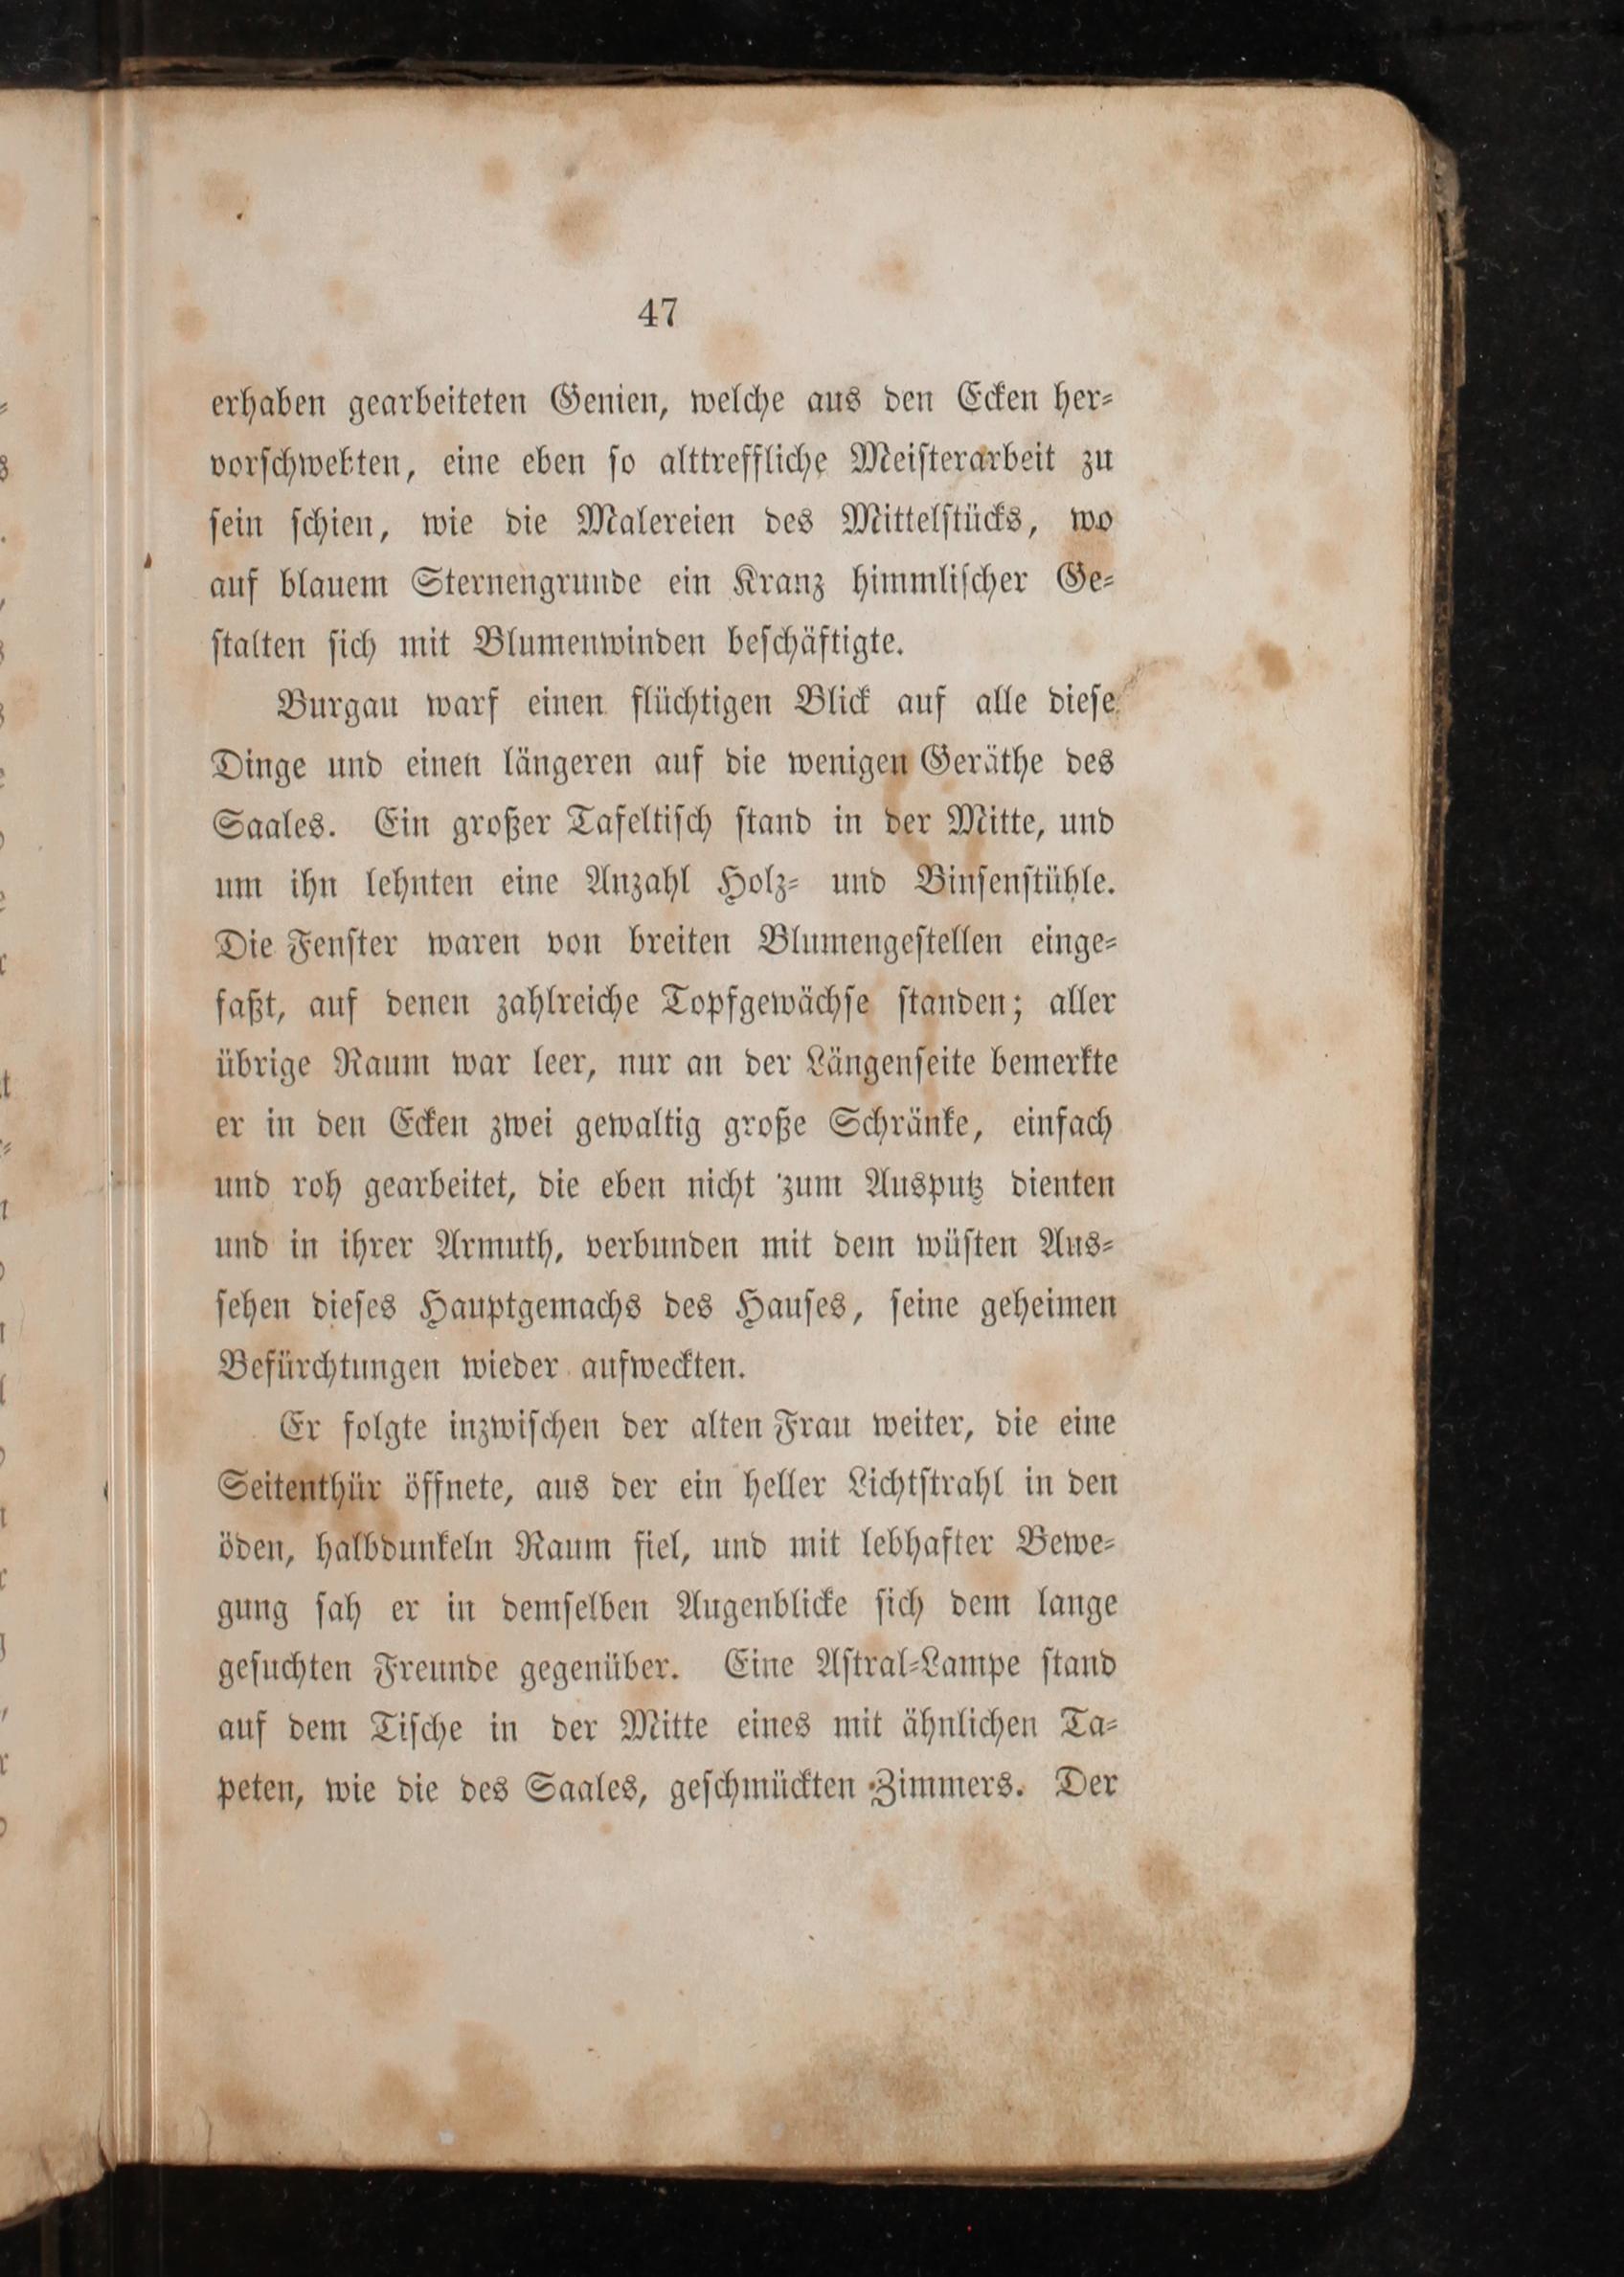 47
erhaben gearbeiteten Genien, welche aus den Ecken her-
vorschwebten, eine eben so alttreffliche Meisterarbeit zu
sein schien, wie die Malereien des Mittelstücks, wo
auf blauem Sternengrunde ein Kranz himmlischer Ge-
stalten sich mit Blumenwinden beschäftigte.
Burgau warf einen flüchtigen Blick auf alle diese
Dinge und einen längeren auf die wenigen Geräthe des
Saales. Ein großer Tafeltisch stand in der Mitte, und
um ihn lehnten eine Anzahl Holz- und Binsenstühle.
Die Fenster waren von breiten Blumengestellen einge-
faßt, auf denen zahlreiche Topfgewächse standen; aller
übrige Raum war leer, nur an der Längenseite bemerkte
er in den Ecken zwei gewaltig große Schränke, einfach
und roh gearbeitet, die eben nicht zum Ausputz dienten
und in ihrer Armuth, verbunden mit dem wüsten Aus-
sehen dieses Hauptgemachs des Hauses, seine geheimen
Befürchtungen wieder aufweckten.
Er folgte inzwischen der alten Frau weiter, die eine
Seitenthür öffnete, aus der ein heller Lichtstrahl in den
öden, halbdunkeln Raum fiel, und mit lebhafter Bewe-
gung sah er in demselben Augenblicke sich dem lange
gesuchten Freunde gegenüber. Eine Astral-Lampe stand
auf dem Tische in der Mitte eines mit ähnlichen Ta-
peten, wie die des Saales, geschmückten Zimmers. Der